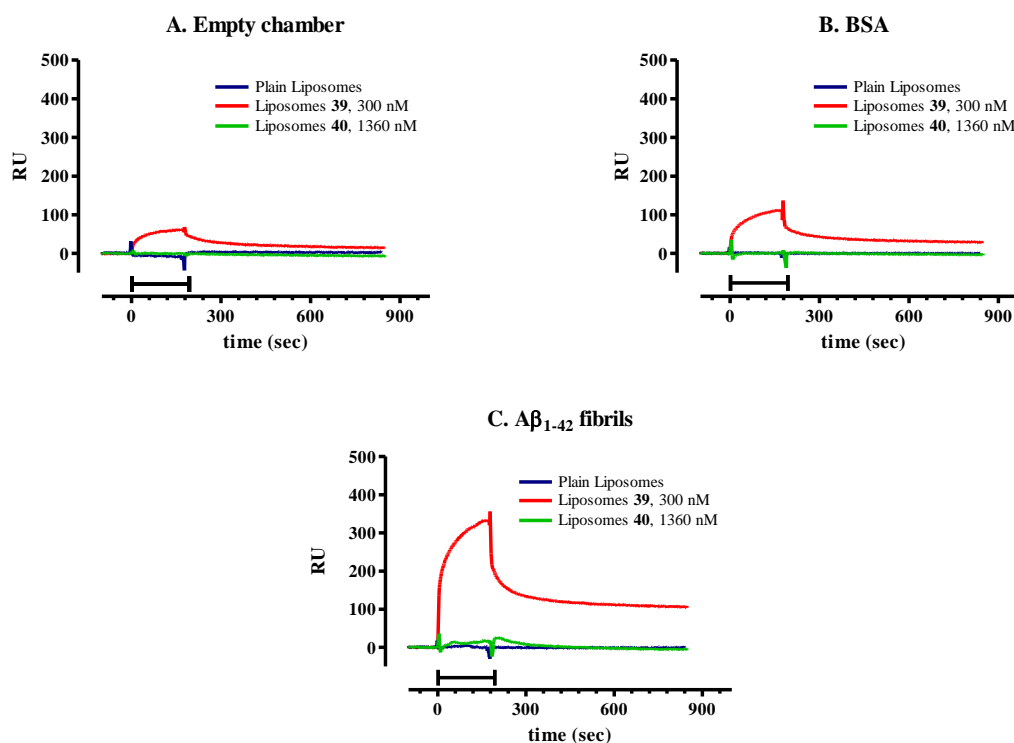 A. Empty chamber
500
400
300
200
100
0
RU
Plain Liposomes
Liposomes 39, 300 nM
Liposomes 40, 1360 nM
0 300 600 900
time (sec)
B. BSA
500
400
300
200
100
0
RU
Plain Liposomes
Liposomes 39, 300 nM
Liposomes 40, 1360 nM
0 300 600 900
time (sec)
C. Aβ1-42 fibrils
500
400
300
200
100
0
RU
Plain Liposomes
Liposomes 39, 300 nM
Liposomes 40, 1360 nM
0 300 600 900
time (sec)